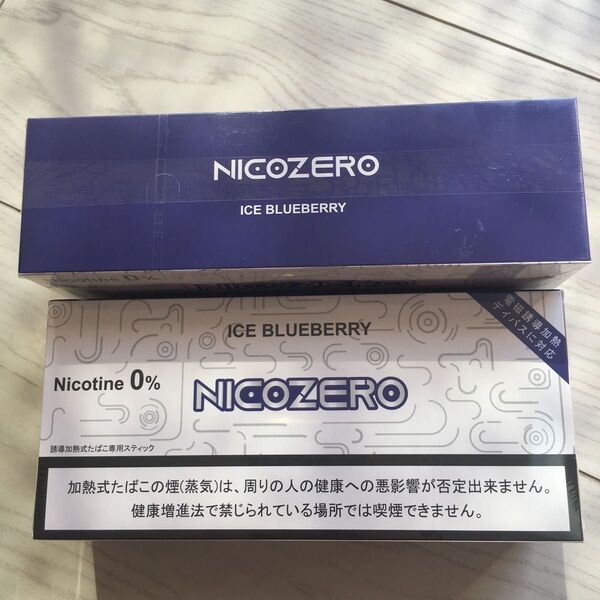 NICOZERO
ICE BLUEBERRY
Nicotine 0%
NICOZERO
ICE BLUEBERRY
電磁誘導加熱
ディバスに対応
Nicotine 0%
NICOZERO
誘導加熱式たばこ専用スティック
加熱式たばこの煙(蒸気)は、周りの人の健康への悪影響が否定出来ません。
健康増進法で禁じられている場所では喫煙できません。